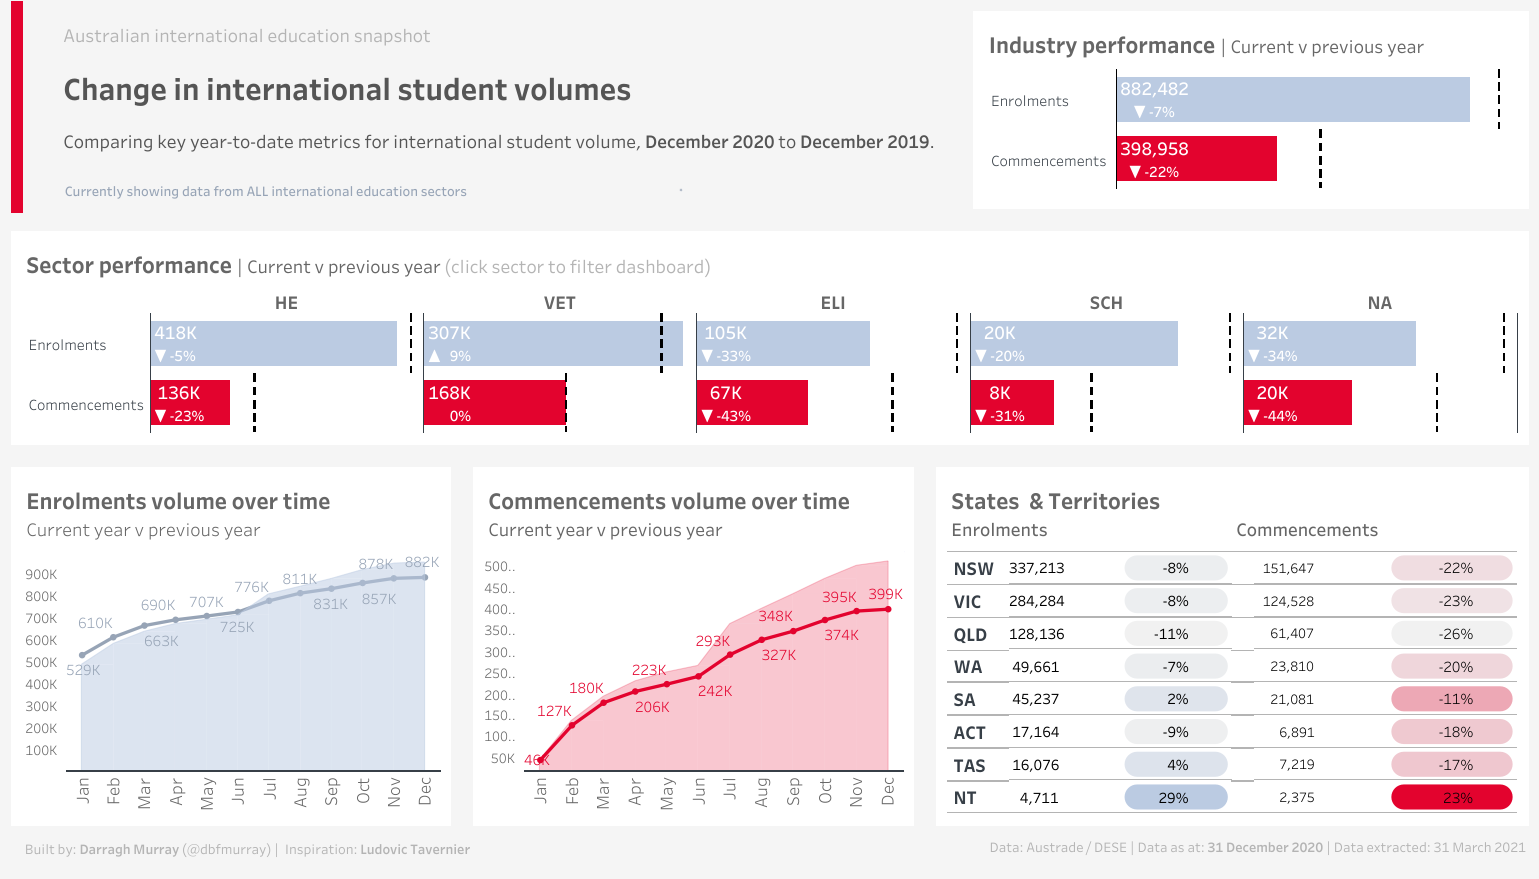 Australian international education snapshot
Change in international student volumes
Comparing key year-to-date metrics for international student volume, December 2020 to December 2019.
Currently showing data from ALL international education sectors
Industry performance | Current v previous year
Enrolments 882,482
▼ -7%
Commencements 398,958
▼ -22%
Sector performance | Current v previous year (click sector to filter dashboard)
HE VET ELI SCH NA
Enrolments 418K 307K 105K 20K 32K
▼ -5% ▲ 9% ▼ -33% ▼ -20% ▼ -34%
Commencements 136K 168K 67K 8K 20K
▼ -23% 0% ▼ -43% ▼ -31% ▼ -44%
Enrolments volume over time
Current year v previous year
900K
800K
700K
600K
500K
400K
300K
200K
100K
529K 610K 663K 690K 707K 725K 776K 811K 831K 857K 878K 882K
Jan Feb Mar Apr May Jun Jul Aug Sep Oct Nov Dec
Commencements volume over time
Current year v previous year
500..
450..
400..
350..
300..
250..
200..
150..
100..
50K
46K 127K 180K 206K 223K 242K 293K 327K 348K 374K 395K 399K
Jan Feb Mar Apr May Jun Jul Aug Sep Oct Nov Dec
States & Territories
Enrolments Commencements
NSW 337,213 -8% 151,647 -22%
VIC 284,284 -8% 124,528 -23%
QLD 128,136 -11% 61,407 -26%
WA 49,661 -7% 23,810 -20%
SA 45,237 2% 21,081 -11%
ACT 17,164 -9% 6,891 -18%
TAS 16,076 4% 7,219 -17%
NT 4,711 29% 2,375 23%
Built by: Darragh Murray (@dbfmurray) | Inspiration: Ludovic Tavernier
Data: Austrade / DESE | Data as at: 31 December 2020 | Data extracted: 31 March 2021